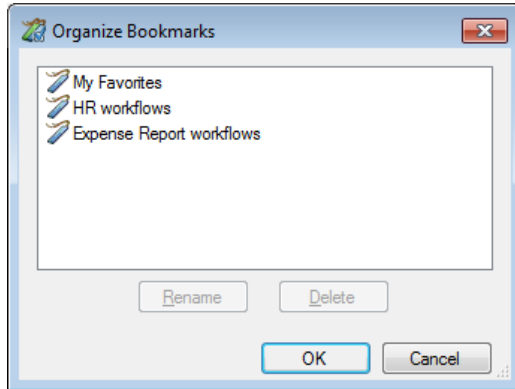 Organize Bookmarks
My Favorites
HR workflows
Expense Report workflows
Rename
Delete
OK
Cancel